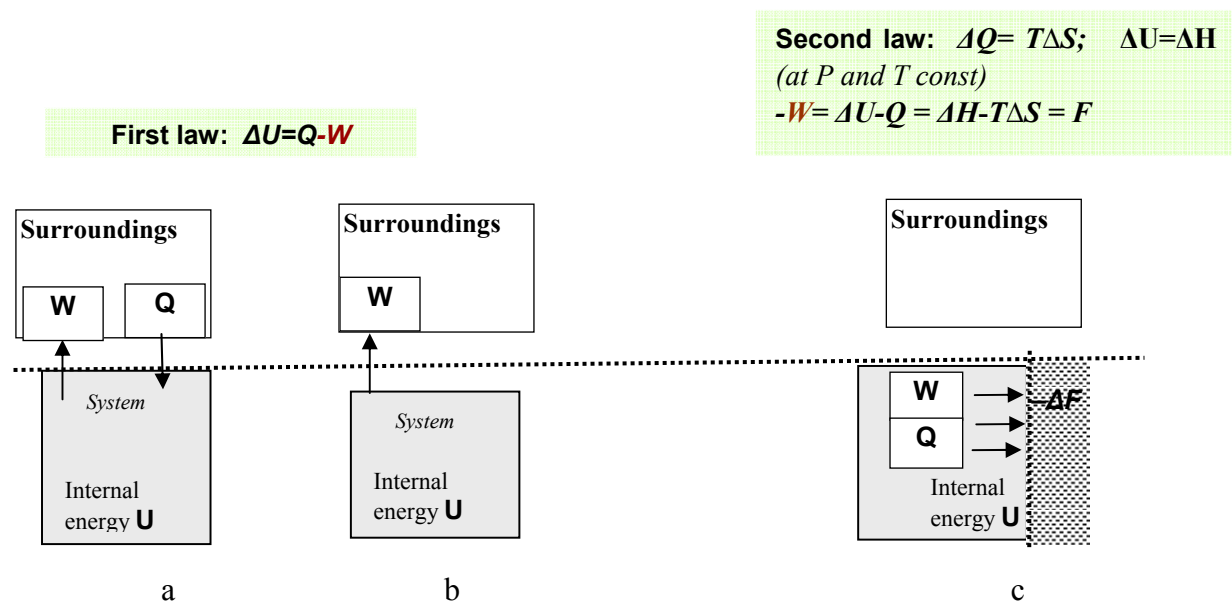 Second law: ΔQ= TΔS; ΔU=ΔH
(at P and T const)
-W= ΔU-Q = ΔH-TΔS = F
First law: ΔU=Q-W
Surroundings
W
Q
System
Internal
energy U
a
Surroundings
W
System
Internal
energy U
b
Surroundings
W
Q
–ΔF
Internal
energy U
c